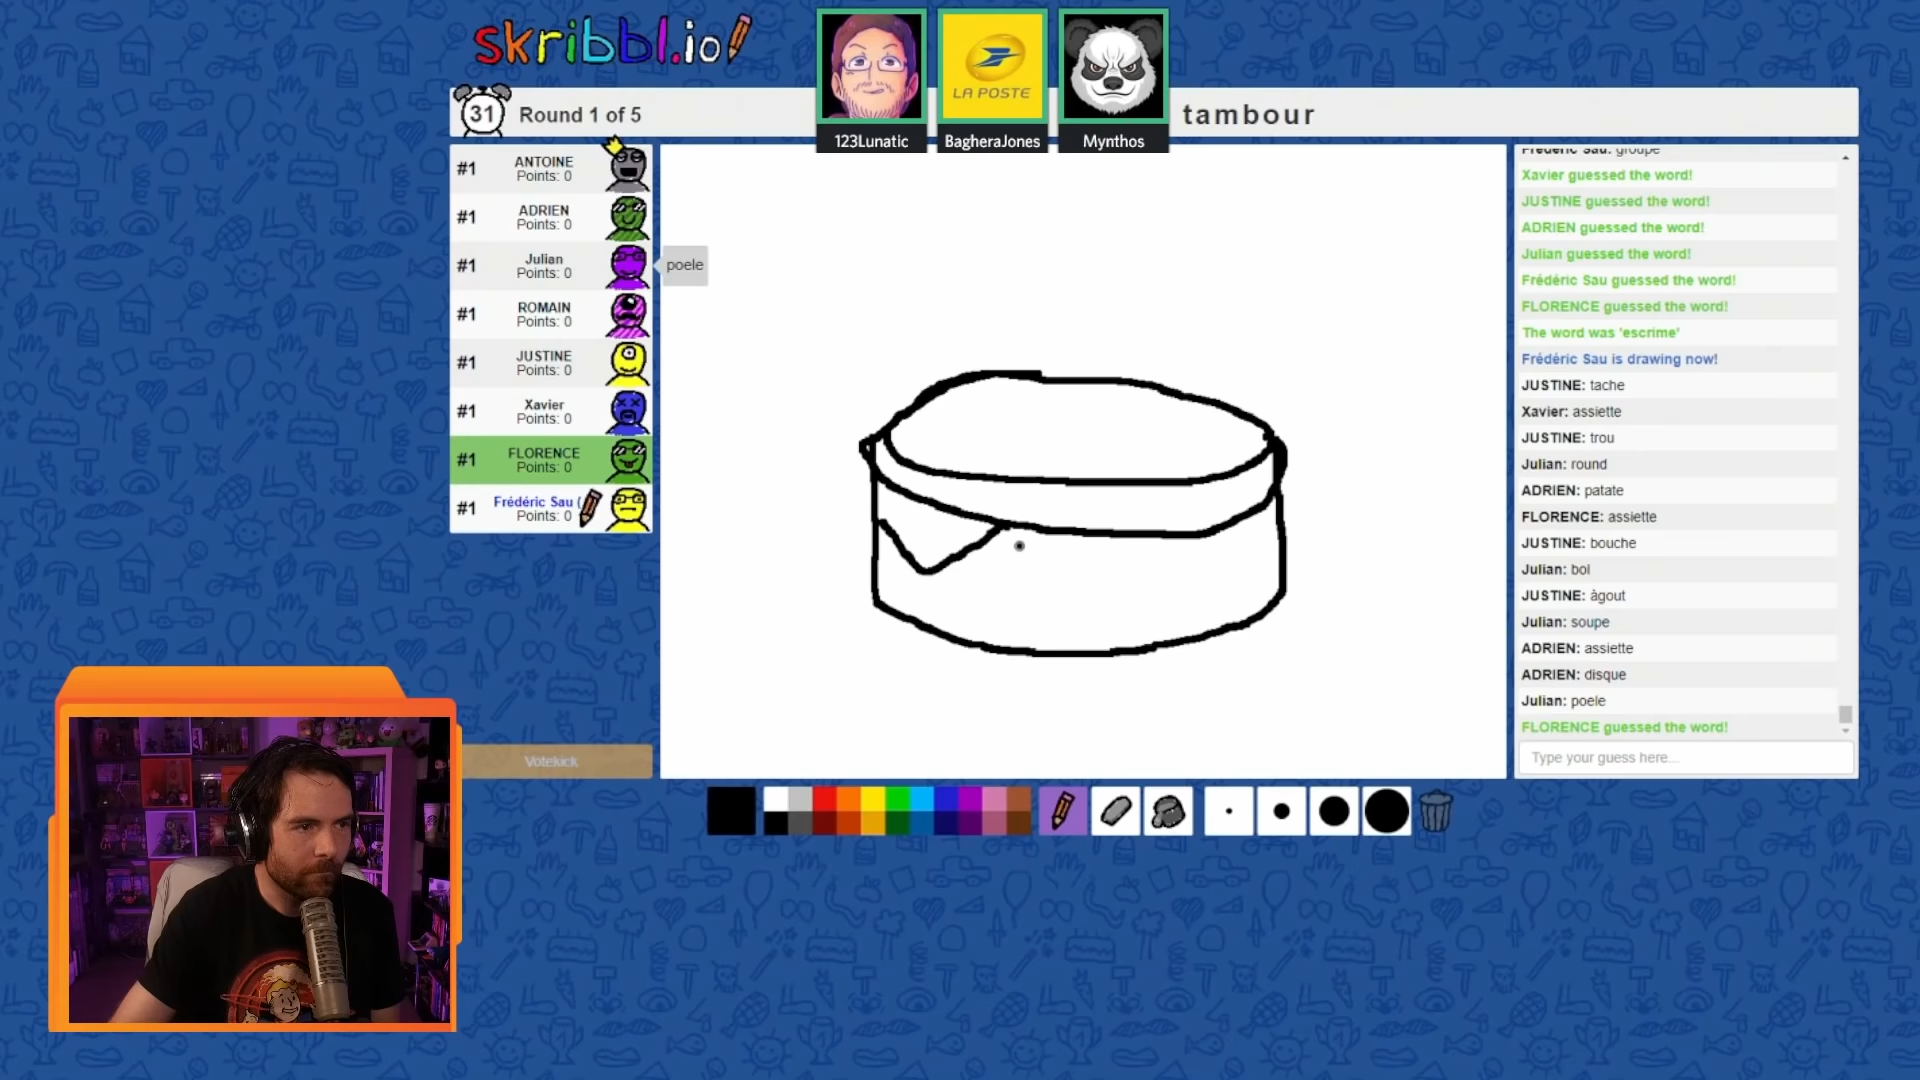 skribbl.io
LA POSTE
123Lunatic
BagheraJones
Mynthos
31
Round 1 of 5
tambour
#1 ANTOINE
Points: 0
#1 ADRIEN
Points: 0
#1 Julian
Points: 0
poele
#1 ROMAIN
Points: 0
#1 JUSTINE
Points: 0
#1 Xavier
Points: 0
#1 FLORENCE
Points: 0
#1 Frédéric Sau (
Points: 0
Votekick
Frédéric Sau: groupe
Xavier guessed the word!
JUSTINE guessed the word!
ADRIEN guessed the word!
Julian guessed the word!
Frédéric Sau guessed the word!
FLORENCE guessed the word!
The word was 'escrime'
Frédéric Sau is drawing now!
JUSTINE: tache
Xavier: assiette
JUSTINE: trou
Julian: round
ADRIEN: patate
FLORENCE: assiette
JUSTINE: bouche
Julian: bol
JUSTINE: àgout
Julian: soupe
ADRIEN: assiette
ADRIEN: disque
Julian: poele
FLORENCE guessed the word!
Type your guess here...